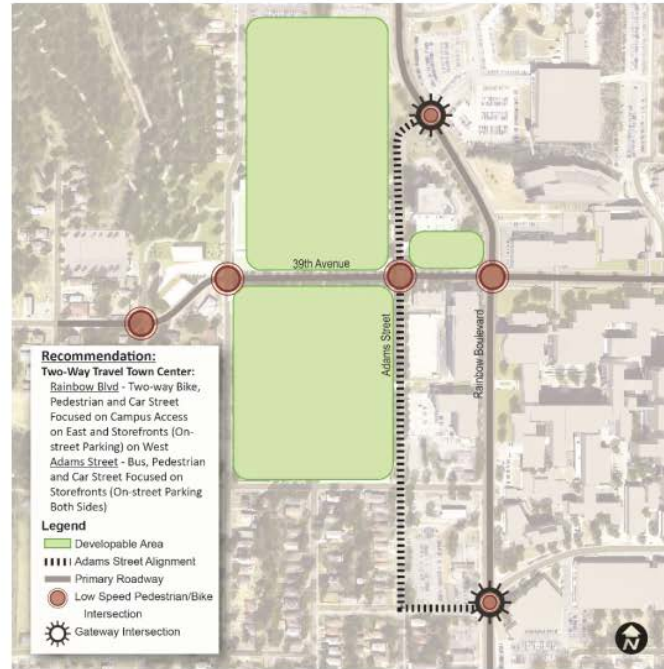 39th Avenue
Adams Street
Rainbow Boulevard
Recommendation:
Two-Way Travel Town Center:
Rainbow Blvd - Two-way Bike,
Pedestrian and Car Street
Focused on Campus Access
on East and Storefronts (On-
street Parking) on West
Adams Street - Bus, Pedestrian
and Car Street Focused on
Storefronts (On-street Parking
Both Sides)
Legend
Developable Area
Adams Street Alignment
Primary Roadway
Low Speed Pedestrian/Bike
Intersection
Gateway Intersection
N